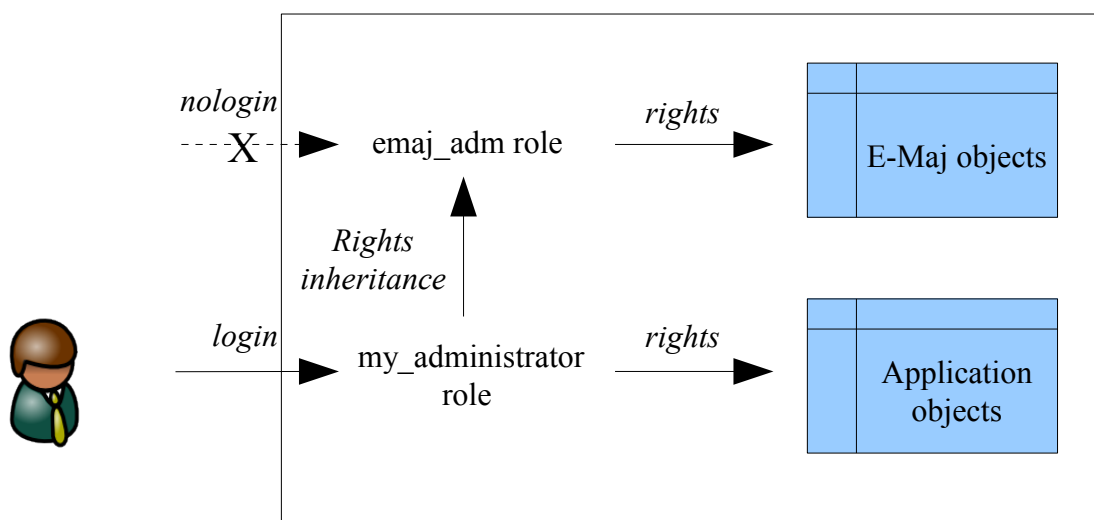 nologin
X
emaj_adm role
rights
E-Maj objects
Rights
inheritance
login
my_administrator
role
rights
Application
objects